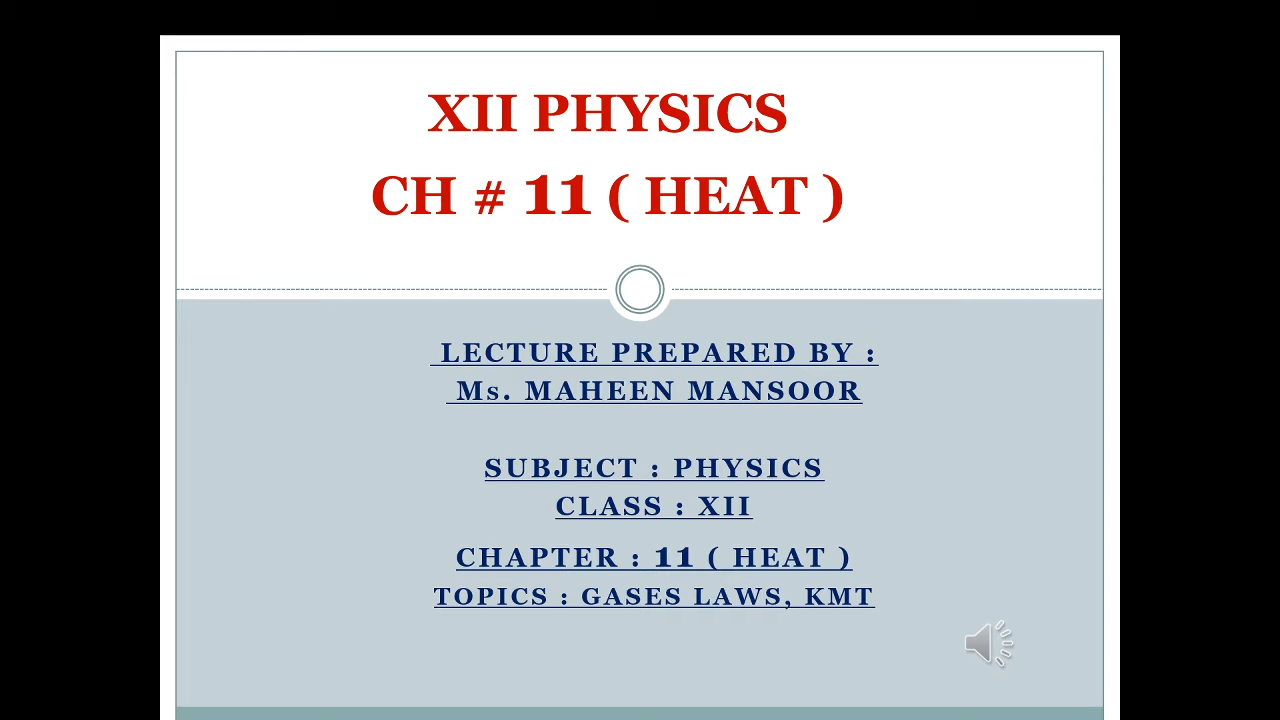 XII PHYSICS
CH # 11 ( HEAT )
LECTURE PREPARED BY :
Ms. MAHEEN MANSOOR
SUBJECT : PHYSICS
CLASS : XII
CHAPTER : 11 ( HEAT )
TOPICS : GASES LAWS, KMT